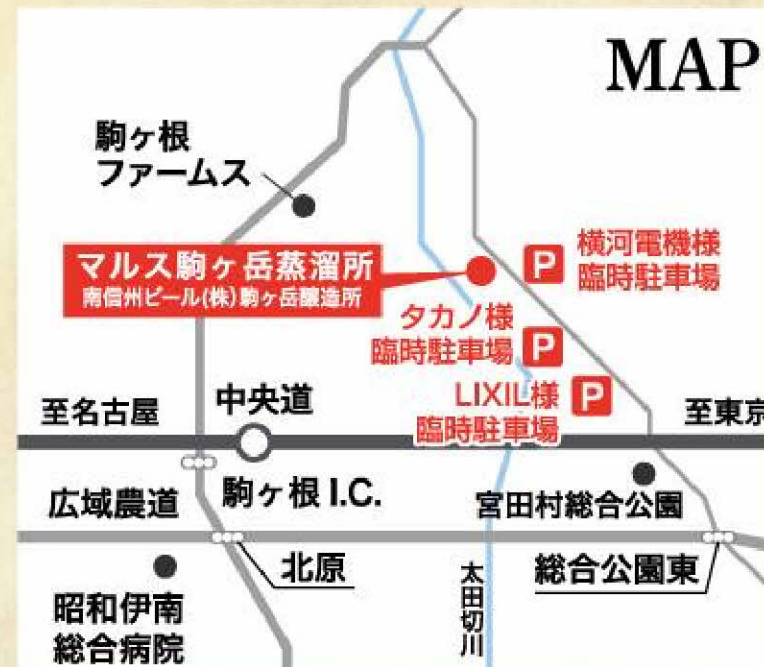 MAP
駒ヶ根
ファームス
マルス駒ヶ岳蒸溜所
南信州ビール(株)駒ヶ岳醸造所
P
横河電機様
臨時駐車場
タカノ様
臨時駐車場
P
LIXIL様
臨時駐車場
P
至名古屋
中央道
至東京
広域農道
駒ヶ根 I.C.
宮田村総合公園
北原
総合公園東
太田切川
昭和伊南
総合病院